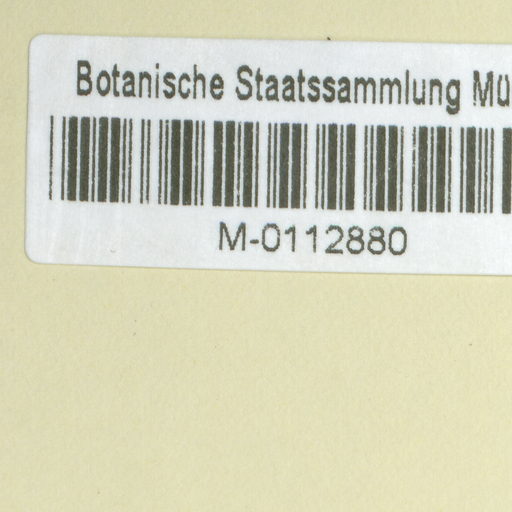 Botanische Staatssammlung Mü
M-0112880